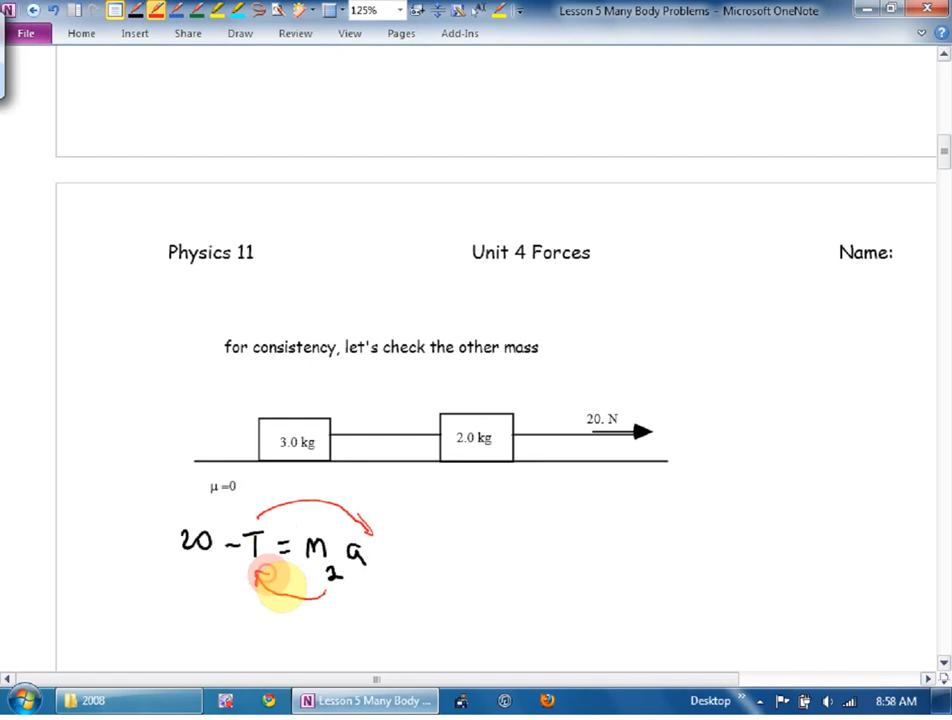 125% Lesson 5 Many Body Problems - Microsoft OneNote
File Home Insert Share Draw Review View Pages Add-Ins
Physics 11 Unit 4 Forces Name:
for consistency, let's check the other mass
20. N
3.0 kg 2.0 kg
μ =0
20 - T = m₂ a
2008 Lesson 5 Many Body ... Desktop 8:58 AM